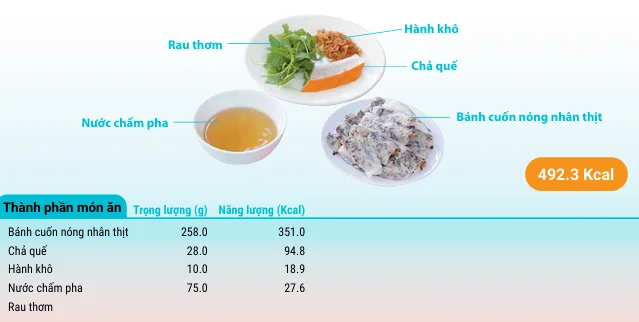 Hành khô
Rau thơm
Chả quế
Nước chấm pha
Bánh cuốn nóng nhân thịt
492.3 Kcal
Thành phần món ăn Trọng lượng (g) Năng lượng (Kcal)
Bánh cuốn nóng nhân thịt 258.0 351.0
Chả quế 28.0 94.8
Hành khô 10.0 18.9
Nước chấm pha 75.0 27.6
Rau thơm